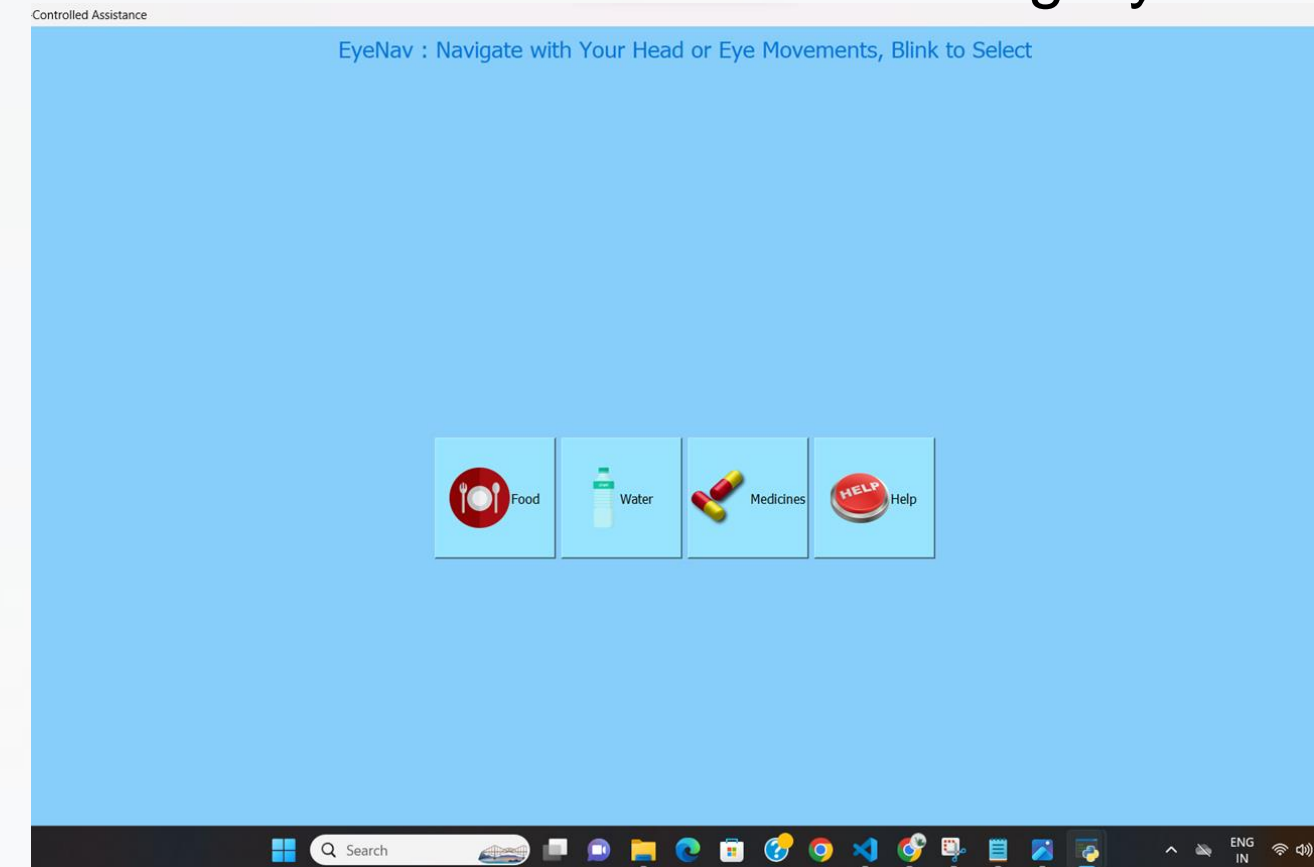 Controlled Assistance
EyeNav : Navigate with Your Head or Eye Movements, Blink to Select
Food
Water
Medicines
HELP
Help
Search
ENG
IN